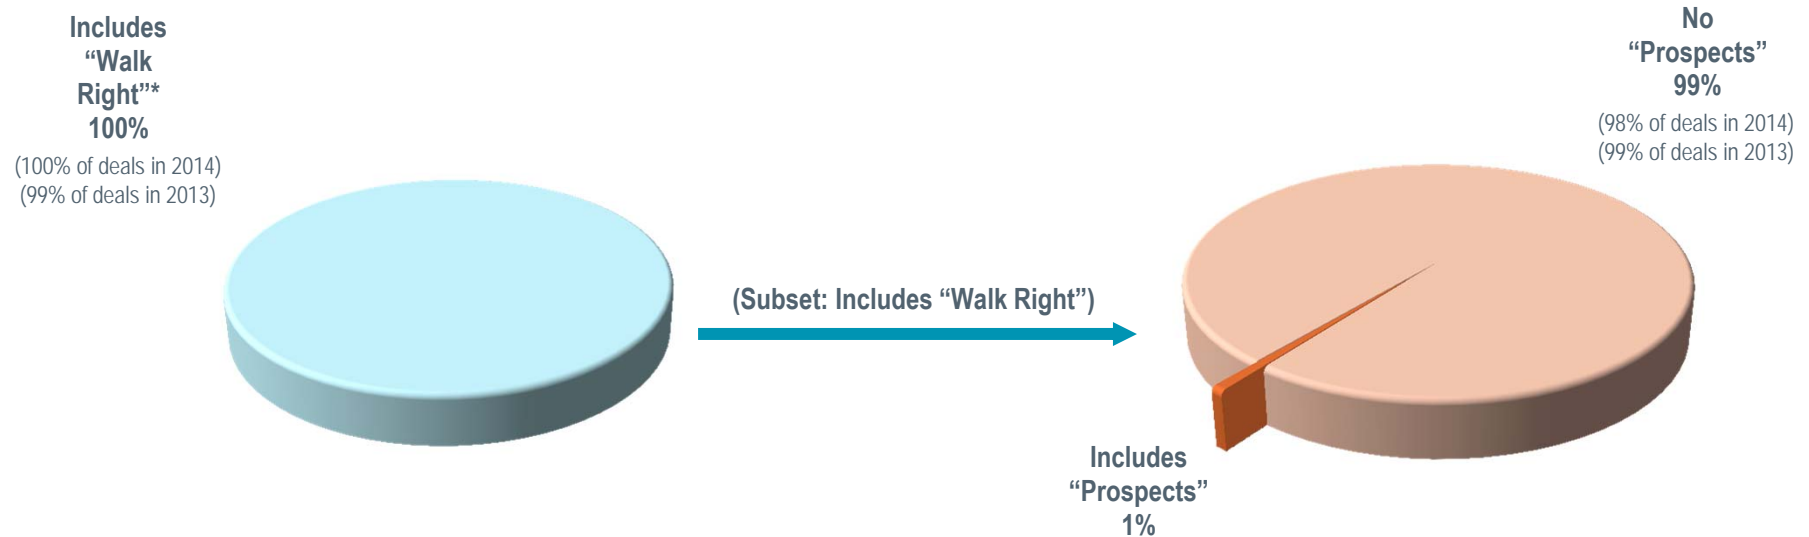 Includes
“Walk
Right”*
100%
(100% of deals in 2014)
(99% of deals in 2013)
(Subset: Includes “Walk Right”)
No
“Prospects”
99%
(98% of deals in 2014)
(99% of deals in 2013)
Includes
“Prospects”
1%